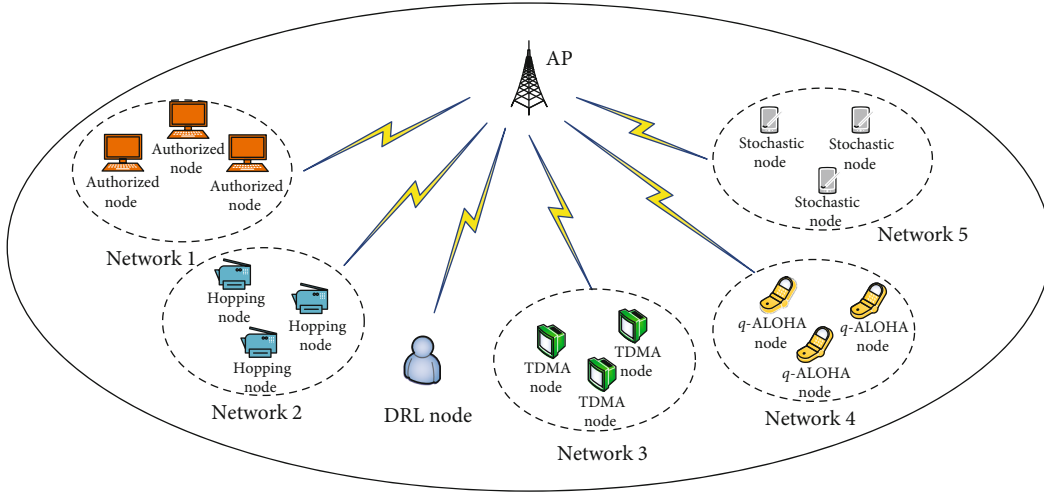 AP
Authorized
node
Authorized
node
Authorized
node
Network 1
Hopping
node
Hopping
node
Hopping
node
Network 2
DRL node
TDMA
node
TDMA
node
TDMA
node
Network 3
q-ALOHA
node
q-ALOHA
node
q-ALOHA
node
Network 4
Stochastic
node
Stochastic
node
Stochastic
node
Network 5